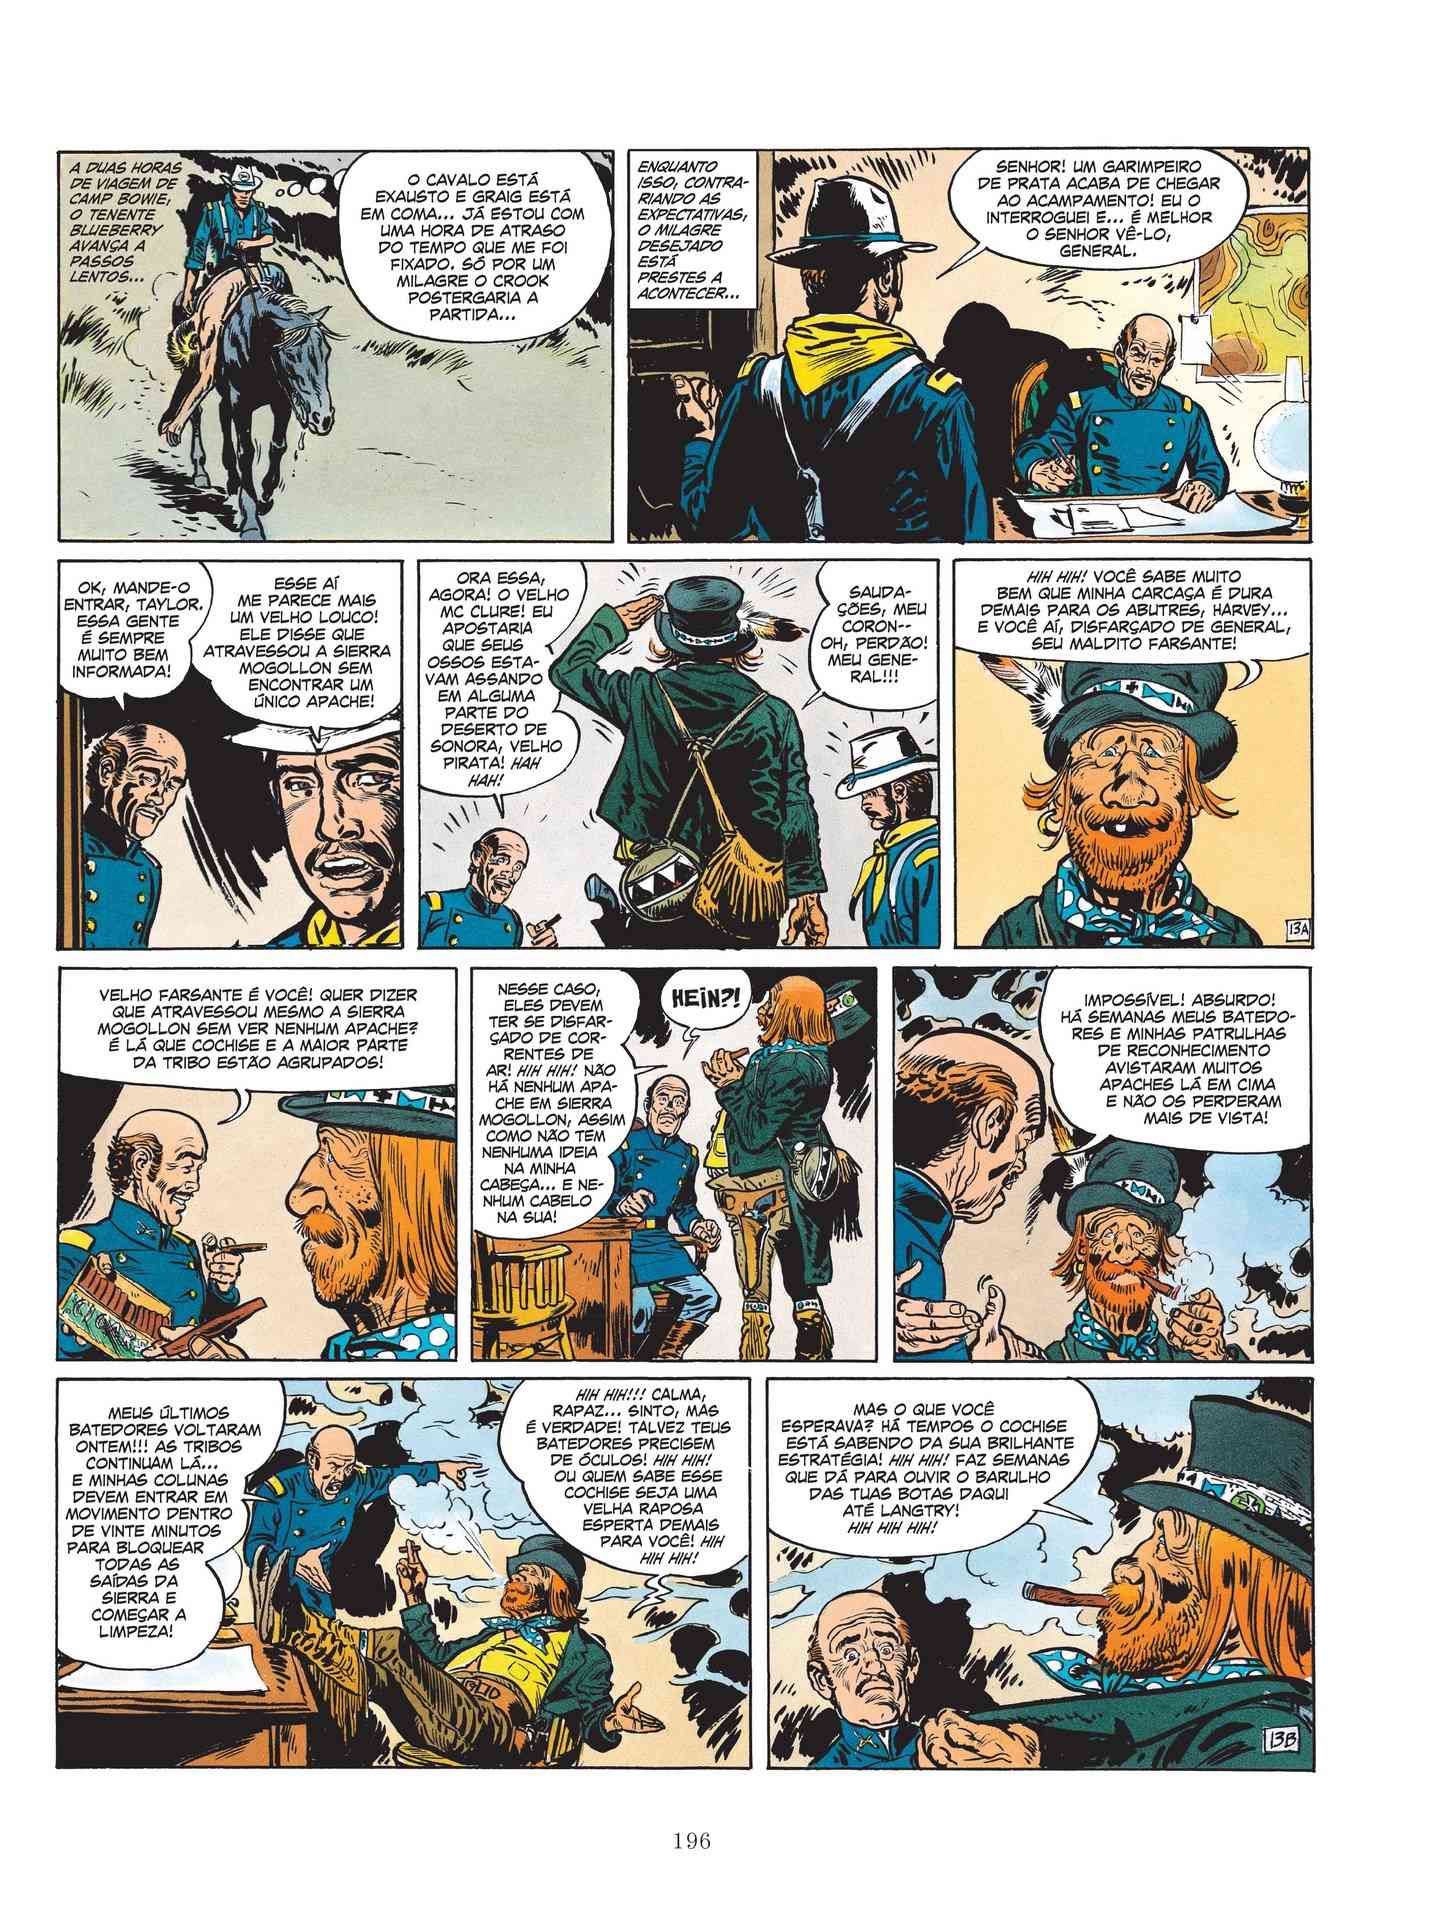 A DUAS HORAS
DE VIAGEM DE
CAMP BOWIE,
O TENENTE
BLUEBERRY
AVANÇA A
PASSOS
LENTOS...
O CAVALO ESTÁ
EXAUSTO E GRAIG ESTÁ
EM COMA... JÁ ESTOU COM
UMA HORA DE ATRASO
DO TEMPO QUE ME FOI
FIXADO. SÓ POR UM
MILAGRE O CROOK
POSTERGARIA A
PARTIDA...
ENQUANTO
ISSO, CONTRA-
RIANDO AS
EXPECTATIVAS,
O MILAGRE
DESEJADO
ESTÁ
PRESTES A
ACONTECER...
SENHOR! UM GARIMPEIRO
DE PRATA ACABA DE CHEGAR
AO ACAMPAMENTO! EU O
INTERROGUEI E... É MELHOR
O SENHOR VÊ-LO,
GENERAL.
OK, MANDE-O
ENTRAR, TAYLOR.
ESSA GENTE
É SEMPRE
MUITO BEM
INFORMADA!
ESSE AÍ
ME PARECE MAIS
UM VELHO LOUCO!
ELE DISSE QUE
ATRAVESSOU A SIERRA
MOGOLLON SEM
ENCONTRAR UM
ÚNICO APACHE!
ORA ESSA,
AGORA! O VELHO
MC CLURE! EU
APOSTARIA
QUE SEUS
OSSOS ESTA-
VAM ASSANDO
EM ALGUMA
PARTE DO
DESERTO DE
SONORA, VELHO
PIRATA! HAH
HAH!
SAUDA-
ÇÕES, MEU
CORON--
OH, PERDÃO!
MEU GENE-
RAL!!!
HIH HIH! VOCÊ SABE MUITO
BEM QUE MINHA CARCAÇA É DURA
DEMAIS PARA OS ABUTRES, HARVEY...
E VOCÊ AÍ, DISFARÇADO DE GENERAL,
SEU MALDITO FARSANTE!
13A
VELHO FARSANTE É VOCÊ! QUER DIZER
QUE ATRAVESSOU MESMO A SIERRA
MOGOLLON SEM VER NENHUM APACHE?
É LÁ QUE COCHISE E A MAIOR PARTE
DA TRIBO ESTÃO AGRUPADOS!
NESSE CASO,
ELES DEVEM
TER SE DISFAR-
ÇADO DE COR-
RENTES DE
AR! HIH HIH! NÃO
HÁ NENHUM APA-
CHE EM SIERRA
MOGOLLON, ASSIM
COMO NÃO TEM
NENHUMA IDEIA
NA MINHA
CABEÇA... E NE-
NHUM CABELO
NA SUA!
HEIN?!
IMPOSSÍVEL! ABSURDO!
HÁ SEMANAS MEUS BATEDO-
RES E MINHAS PATRULHAS
DE RECONHECIMENTO
AVISTARAM MUITOS
APACHES LÁ EM CIMA
E NÃO OS PERDERAM
MAIS DE VISTA!
MEUS ÚLTIMOS
BATEDORES VOLTARAM
ONTEM!!! AS TRIBOS
CONTINUAM LÁ...
E MINHAS COLUNAS
DEVEM ENTRAR EM
MOVIMENTO DENTRO
DE VINTE MINUTOS
PARA BLOQUEAR
TODAS AS
SAÍDAS DA
SIERRA E
COMEÇAR A
LIMPEZA!
HIH HIH!!! CALMA,
RAPAZ... SINTO, MAS
É VERDADE! TALVEZ TEUS
BATEDORES PRECISEM
DE ÓCULOS! HIH HIH!
OU QUEM SABE ESSE
COCHISE SEJA UMA
VELHA RAPOSA
ESPERTA DEMAIS
PARA VOCÊ! HIH
HIH HIH!
MAS O QUE VOCÊ
ESPERAVA? HÁ TEMPOS O COCHISE
ESTÁ SABENDO DA SUA BRILHANTE
ESTRATÉGIA! HIH HIH! FAZ SEMANAS
QUE DÁ PARA OUVIR O BARULHO
DAS TUAS BOTAS DAQUI
ATÉ LANGTRY!
HIH HIH HIH!
13B
196